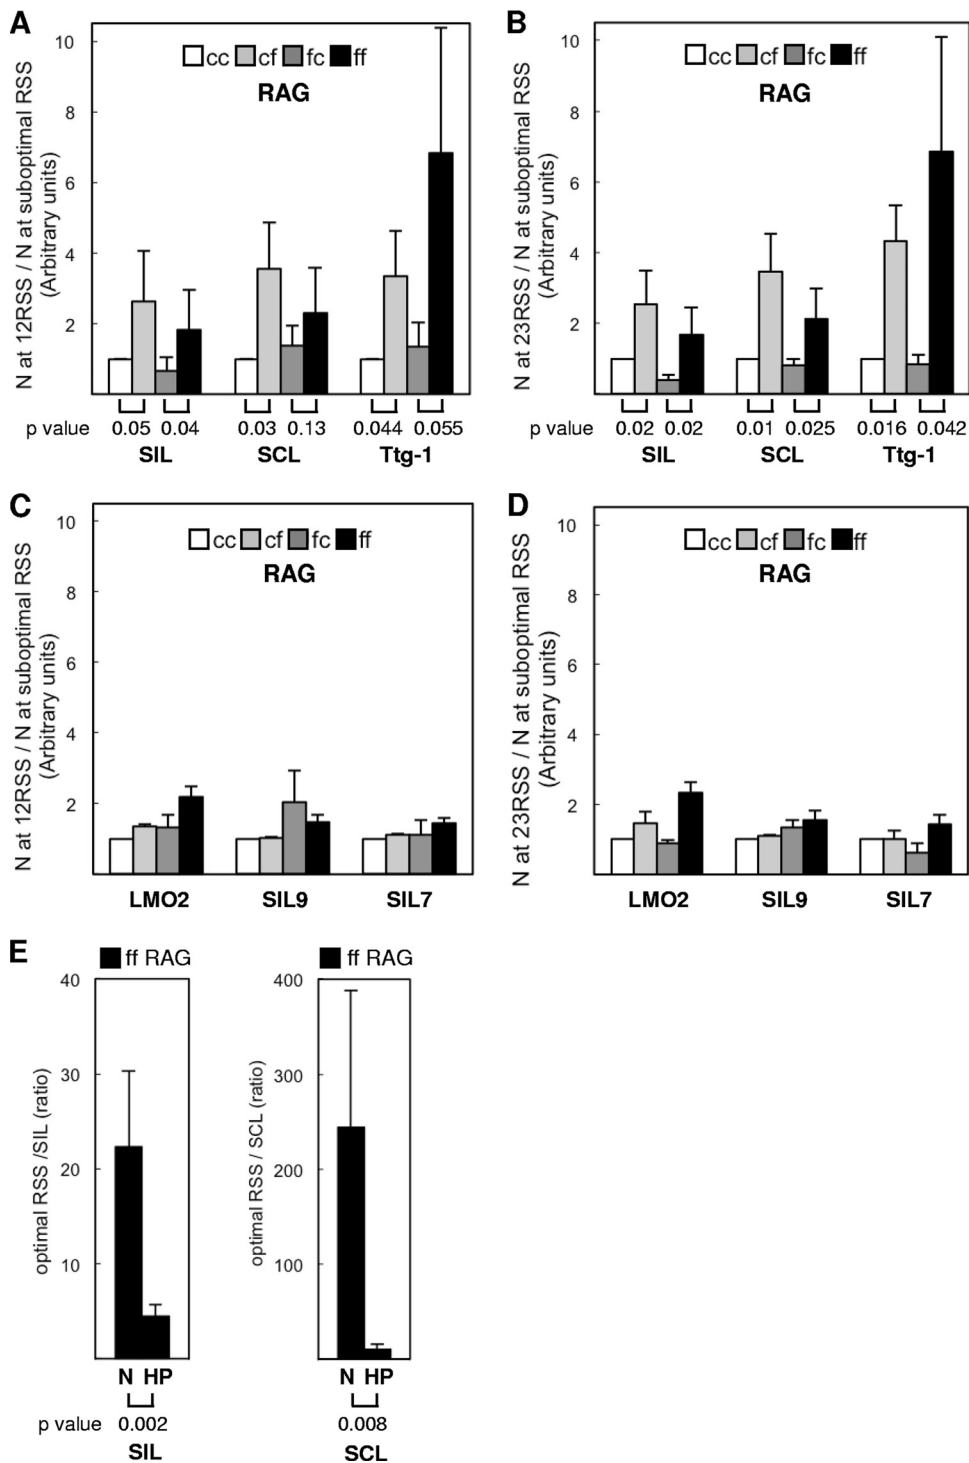 A
N at 12RSS / N at suboptimal RSS
(Arbitrary units)
10
8
6
4
2
cc cf fc ff
RAG
p value 0.05 0.04 0.03 0.13 0.044 0.055
SIL SCL Ttg-1
B
N at 23RSS / N at suboptimal RSS
(Arbitrary units)
10
8
6
4
2
cc cf fc ff
RAG
p value 0.02 0.02 0.01 0.025 0.016 0.042
SIL SCL Ttg-1
C
N at 12RSS / N at suboptimal RSS
(Arbitrary units)
10
8
6
4
2
cc cf fc ff
RAG
LMO2 SIL9 SIL7
D
N at 23RSS / N at suboptimal RSS
(Arbitrary units)
10
8
6
4
2
cc cf fc ff
RAG
LMO2 SIL9 SIL7
E
ff RAG
optimal RSS /SIL (ratio)
40
30
20
10
N HP
p value 0.002
SIL
ff RAG
optimal RSS / SCL (ratio)
400
300
200
100
N HP
0.008
SCL